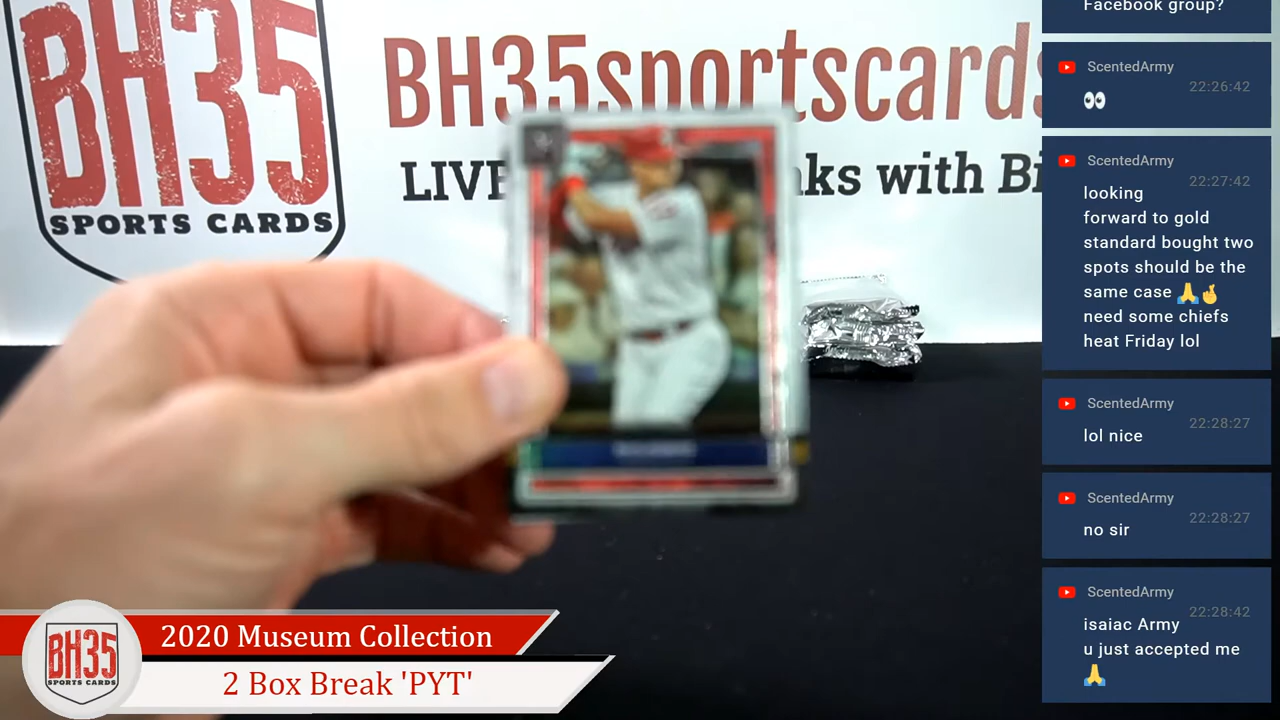 BH35
SPORTS CARDS
BH35sportscards
LIVE
aks with Bi
Facebook group?
ScentedArmy
22:26:42
👀
ScentedArmy
22:27:42
looking
forward to gold
standard bought two
spots should be the
same case 🙏🤞
need some chiefs
heat Friday lol
ScentedArmy
22:28:27
lol nice
ScentedArmy
22:28:27
no sir
ScentedArmy
22:28:42
isaiac Army
u just accepted me
🙏
BH35
SPORTS CARDS
2020 Museum Collection
2 Box Break 'PYT'